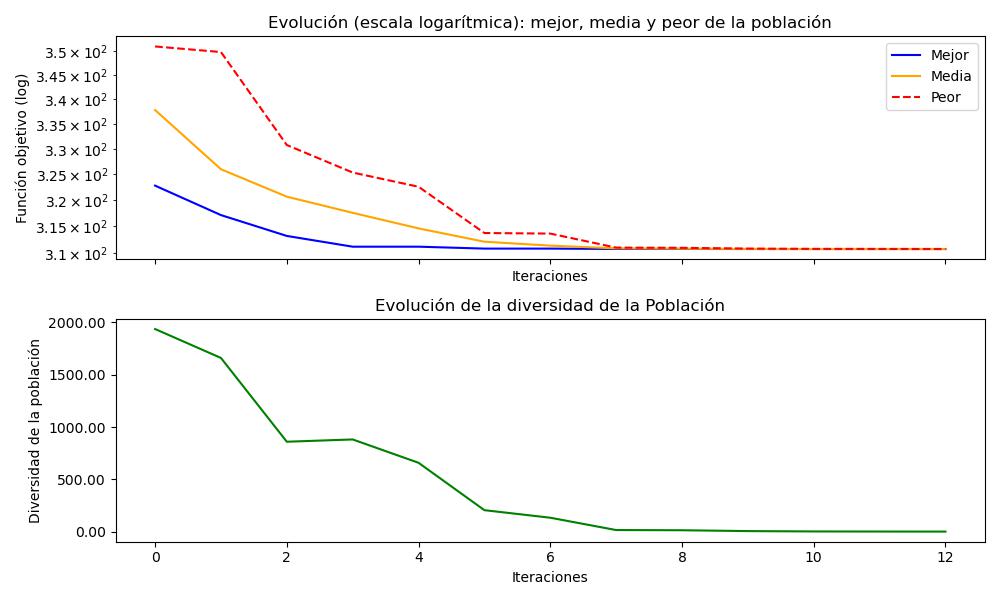 Evolución (escala logarítmica): mejor, media y peor de la población
Función objetivo (log)
3.5 × 10²
3.45 × 10²
3.4 × 10²
3.35 × 10²
3.3 × 10²
3.25 × 10²
3.2 × 10²
3.15 × 10²
3.1 × 10²
Mejor
Media
Peor
Iteraciones
Evolución de la diversidad de la Población
Diversidad de la población
2000.00
1500.00
1000.00
500.00
0.00
0 2 4 6 8 10 12
Iteraciones